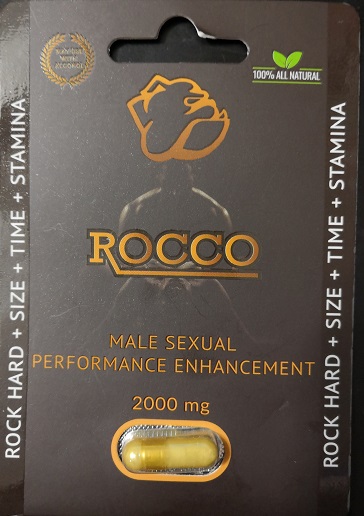 100% ALL NATURAL
ROCK HARD + SIZE + TIME + STAMINA
ROCCO
MALE SEXUAL
PERFORMANCE ENHANCEMENT
2000 mg
ROCK HARD + SIZE + TIME + STAMINA